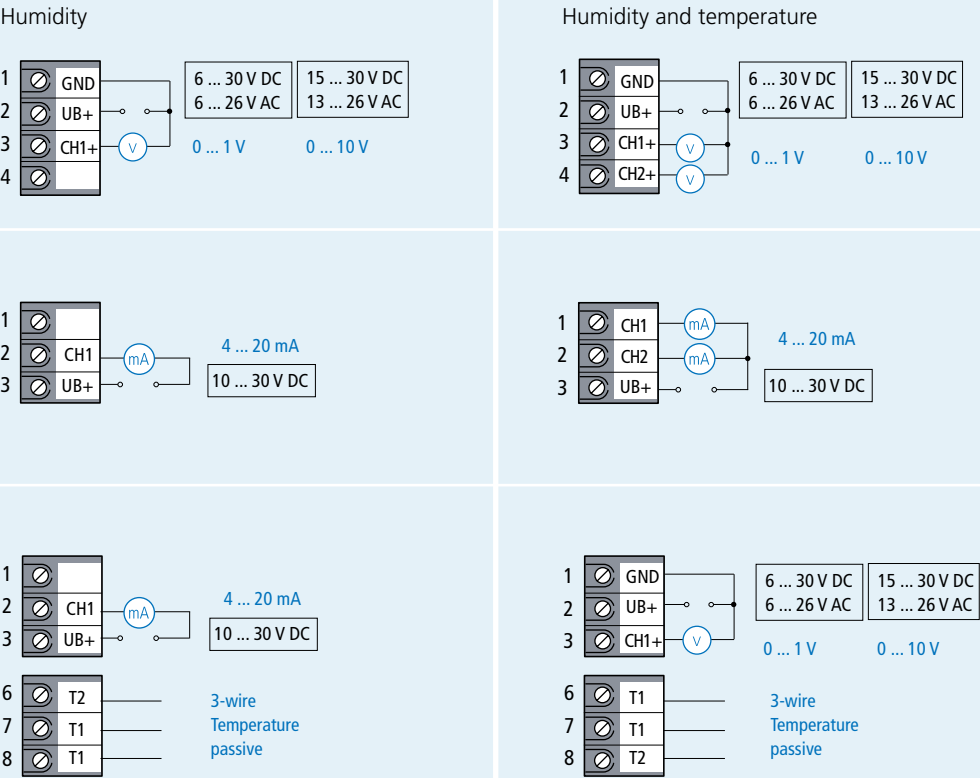 Humidity
1 GND
2 UB+
3 CH1+ V
4
6 ... 30 V DC
6 ... 26 V AC
15 ... 30 V DC
13 ... 26 V AC
0 ... 1 V
0 ... 10 V
Humidity and temperature
1 GND
2 UB+
3 CH1+ V
4 CH2+ V
6 ... 30 V DC
6 ... 26 V AC
15 ... 30 V DC
13 ... 26 V AC
0 ... 1 V
0 ... 10 V
1
2 CH1 mA
3 UB+
4 ... 20 mA
10 ... 30 V DC
1 CH1 mA
2 CH2 mA
3 UB+
4 ... 20 mA
10 ... 30 V DC
1
2 CH1 mA
3 UB+
4 ... 20 mA
10 ... 30 V DC
6 T2
7 T1
8 T1
3-wire
Temperature
passive
1 GND
2 UB+
3 CH1+ V
6 ... 30 V DC
6 ... 26 V AC
15 ... 30 V DC
13 ... 26 V AC
0 ... 1 V
0 ... 10 V
6 T1
7 T1
8 T2
3-wire
Temperature
passive